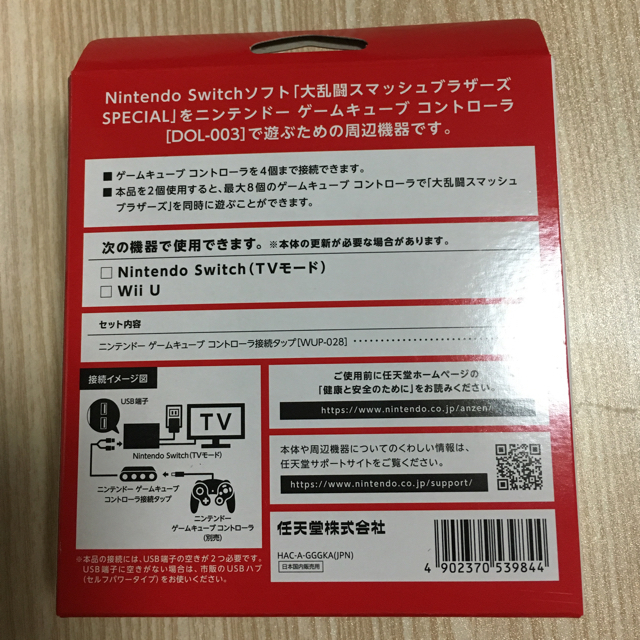 Nintendo Switchソフト「大乱闘スマッシュブラザーズ
SPECIAL」をニンテンドー ゲームキューブ コントローラ
[DOL-003]で遊ぶための周辺機器です。
■ ゲームキューブ コントローラを4個まで接続できます。
■ 本品を2個使用すると、最大8個のゲームキューブ コントローラで「大乱闘スマッシュ
ブラザーズ」を同時に遊ぶことができます。
次の機器で使用できます。※本体の更新が必要な場合があります。
□ Nintendo Switch(TVモード)
□ Wii U
セット内容
ニンテンドー ゲームキューブ コントローラ接続タップ[WUP-028]
接続イメージ図
USB端子
TV
Nintendo Switch(TVモード)
ニンテンドー ゲームキューブ
コントローラ接続タップ
ニンテンドー
ゲームキューブ コントローラ
(別売)
※本品の接続には、USB端子の空きが2つ必要です。
USB端子に空きがない場合は、市販のUSBハブ
(セルフパワータイプ)をお使いください。
ご使用前に任天堂ホームページの
「健康と安全のために」をお読みください。
https://www.nintendo.co.jp/anzen/
本体や周辺機器についてのくわしい情報は、
任天堂サポートサイトをご覧ください。
https://www.nintendo.co.jp/support/
任天堂株式会社
HAC-A-GGGKA(JPN)
日本国内販売用
4 902370 539844